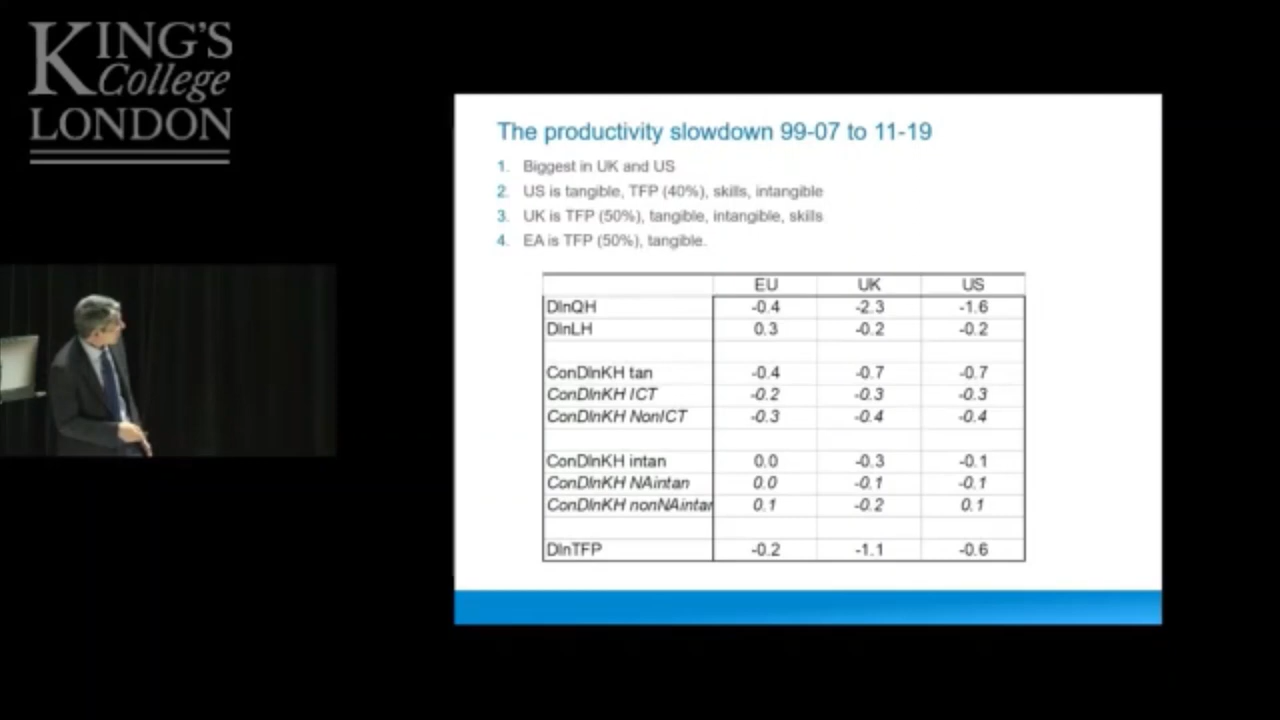 KING'S
College
LONDON
The productivity slowdown 99-07 to 11-19
1. Biggest in UK and US
2. US is tangible, TFP (40%), skills, intangible
3. UK is TFP (50%), tangible, intangible, skills
4. EA is TFP (50%), tangible.
EU UK US
DlnQH -0.4 -2.3 -1.6
DlnLH 0.3 -0.2 -0.2
ConDlnKH tan -0.4 -0.7 -0.7
ConDlnKH ICT -0.2 -0.3 -0.3
ConDlnKH NonICT -0.3 -0.4 -0.4
ConDlnKH intan 0.0 -0.3 -0.1
ConDlnKH NAintan 0.0 -0.1 -0.1
ConDlnKH nonNAintan 0.1 -0.2 0.1
DlnTFP -0.2 -1.1 -0.6